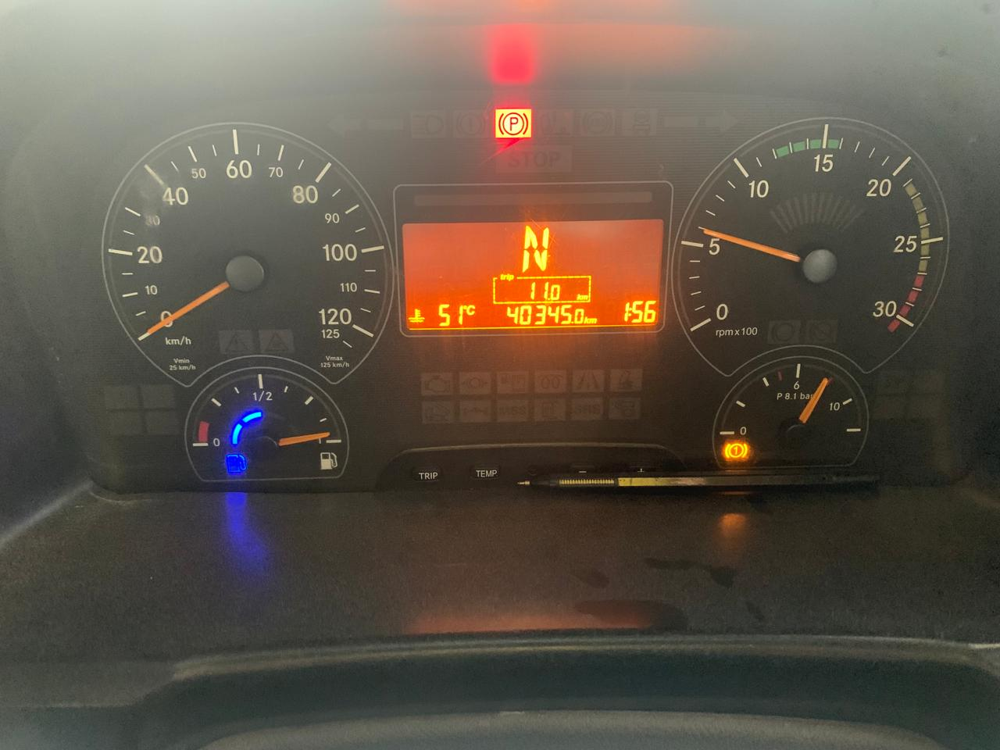 P
STOP
60
50
70
40
80
30
90
20
100
10
110
0
120
km/h
125
Vmin
25 km/h
Vmax
125 km/h
N
trip
11.0 km
51°C 40345.0km 1:56
15
10
20
5
25
0
30
rpm x 100
1/2
0
6
P 8.1 bar
10
0
1
TRIP
TEMP
−
+